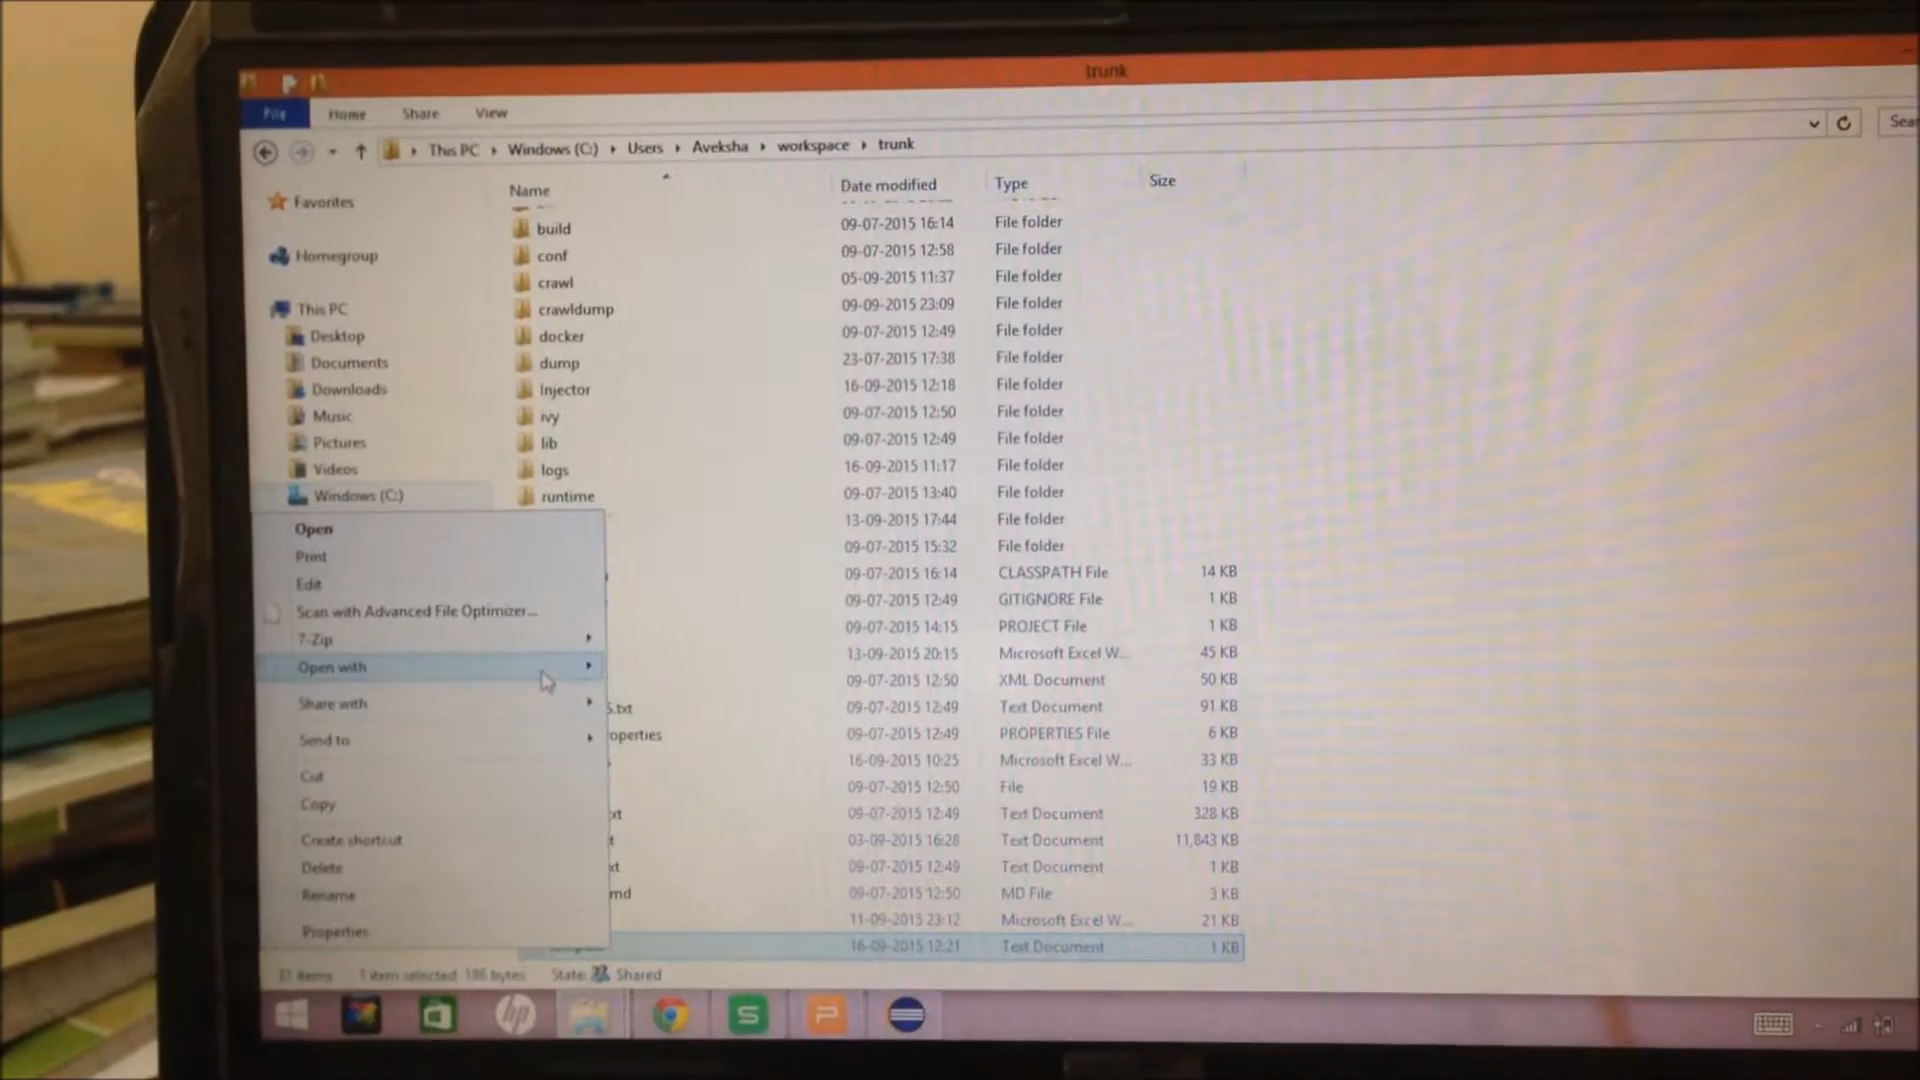 trunk
File Home Share View
This PC Windows (C:) Users Aveksha workspace trunk
Name Date modified Type Size
Favorites
Homegroup
This PC
Desktop
Documents
Downloads
Music
Pictures
Videos
Windows (C:)
build 09-07-2015 16:14 File folder
conf 09-07-2015 12:58 File folder
crawl 05-09-2015 11:37 File folder
crawldump 09-09-2015 23:09 File folder
docker 09-07-2015 12:49 File folder
dump 23-07-2015 17:38 File folder
Injector 16-09-2015 12:18 File folder
ivy 09-07-2015 12:50 File folder
lib 09-07-2015 12:49 File folder
logs 16-09-2015 11:17 File folder
runtime 09-07-2015 13:40 File folder
13-09-2015 17:44 File folder
09-07-2015 15:32 File folder
09-07-2015 16:14 CLASSPATH File 14 KB
09-07-2015 12:49 GITIGNORE File 1 KB
09-07-2015 14:15 PROJECT File 1 KB
13-09-2015 20:15 Microsoft Excel W... 45 KB
09-07-2015 12:50 XML Document 50 KB
S.txt 09-07-2015 12:49 Text Document 91 KB
operties 09-07-2015 12:49 PROPERTIES File 6 KB
16-09-2015 10:25 Microsoft Excel W... 33 KB
09-07-2015 12:50 File 19 KB
xt 09-07-2015 12:49 Text Document 328 KB
t 03-09-2015 16:28 Text Document 11,843 KB
xt 09-07-2015 12:49 Text Document 1 KB
md 09-07-2015 12:50 MD File 3 KB
11-09-2015 23:12 Microsoft Excel W... 21 KB
16-09-2015 12:21 Text Document 1 KB
Open
Print
Edit
Scan with Advanced File Optimizer...
7-Zip
Open with
Share with
Send to
Cut
Copy
Create shortcut
Delete
Rename
Properties
31 items 1 item selected 186 bytes State: Shared
hp S P